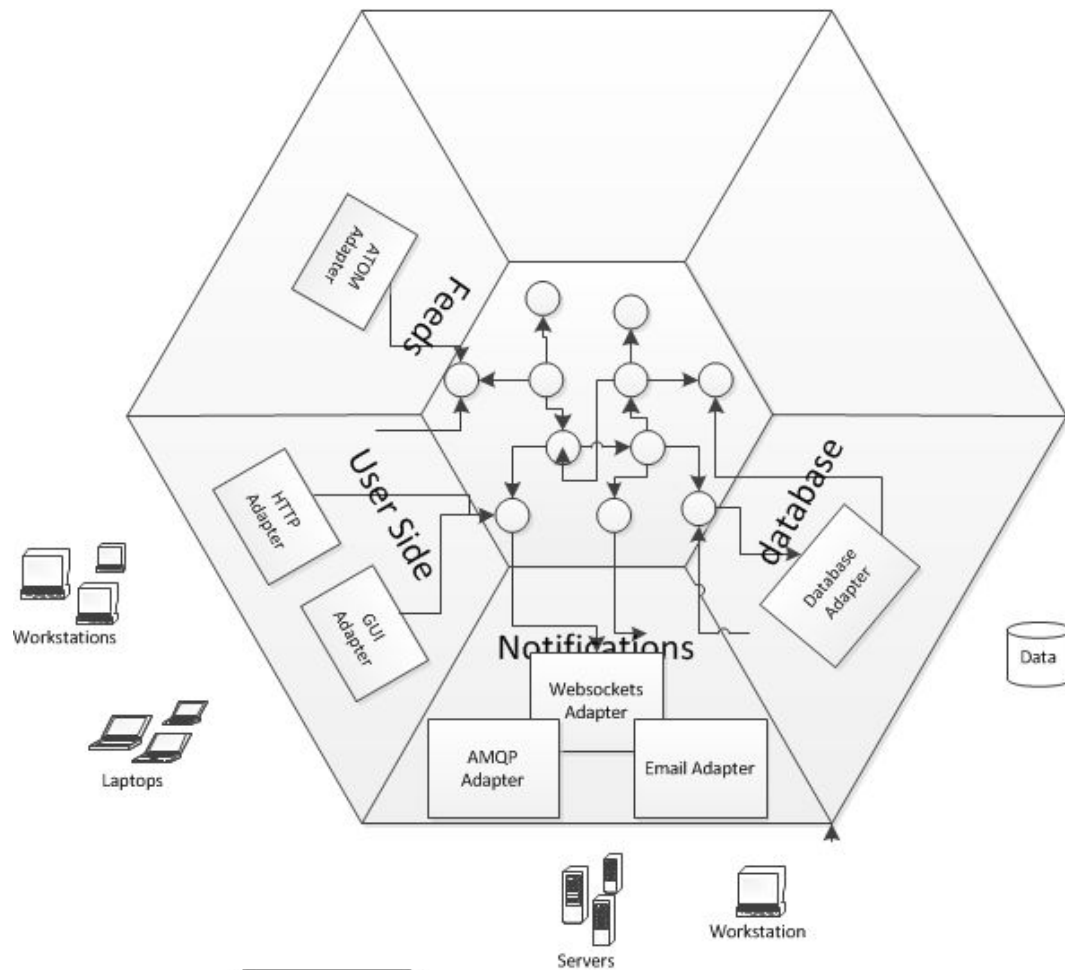 ATOM
Adapter
Feeds
User Side
HTTP
Adapter
GUI
Adapter
database
Database
Adapter
Notifications
Websockets
Adapter
AMQP
Adapter
Email Adapter
Workstations
Laptops
Data
Servers
Workstation